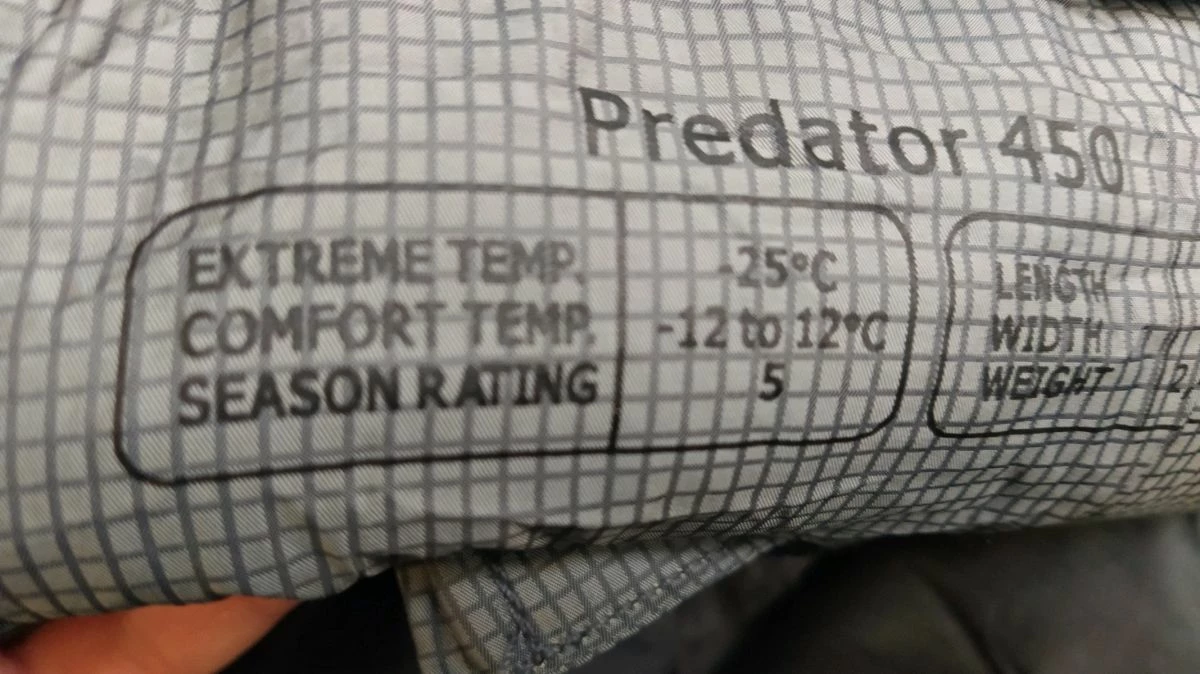 Predator 450
EXTREME TEMP. -25°C
COMFORT TEMP. -12 to 12°C
SEASON RATING 5
LENGTH
WIDTH
WEIGHT